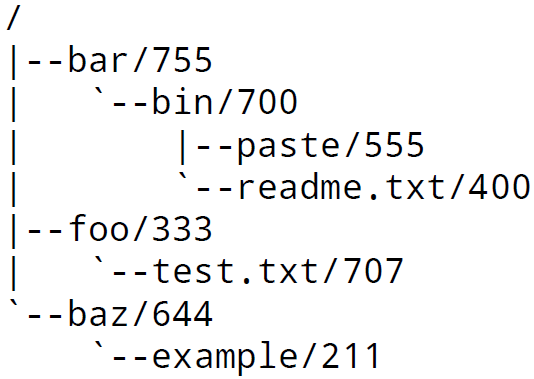 /
|--bar/755
|   `--bin/700
|       |--paste/555
|       `--readme.txt/400
|--foo/333
|   `--test.txt/707
`--baz/644
    `--example/211